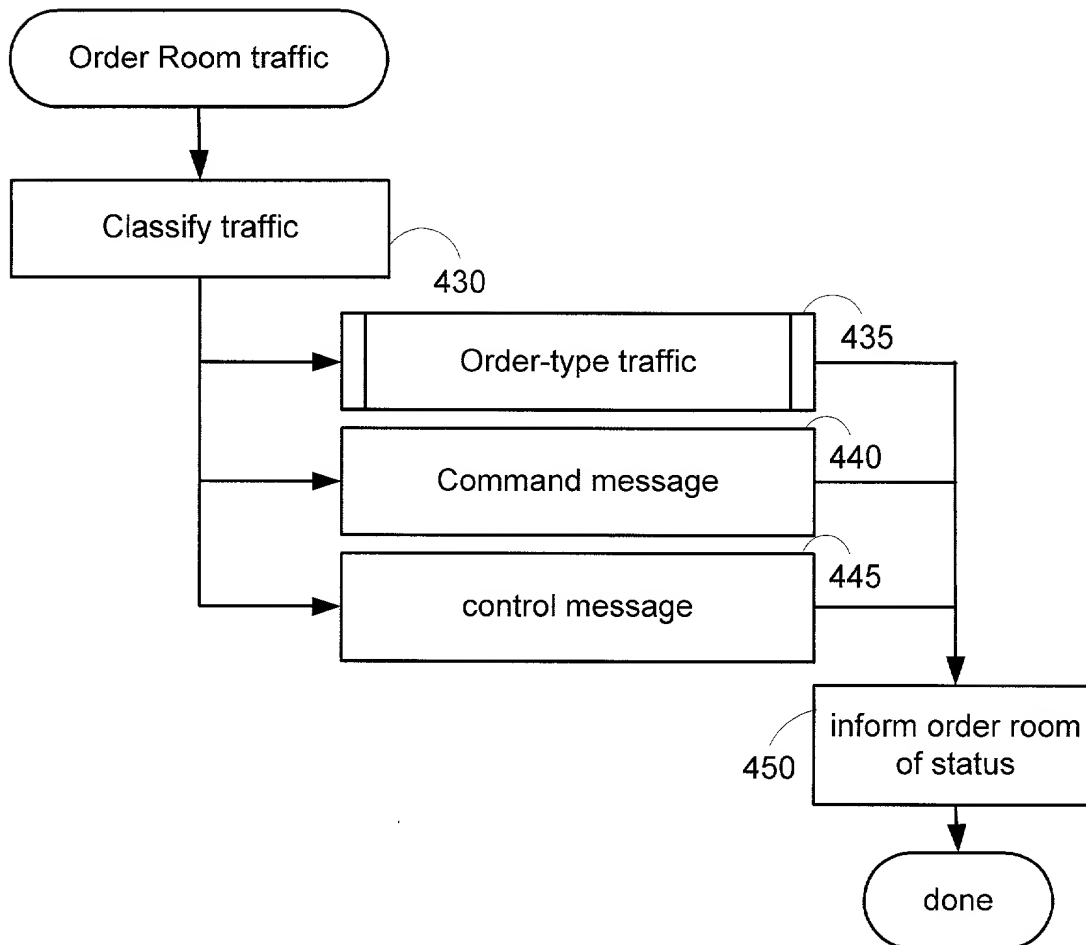 Order Room traffic
Classify traffic
430
Order-type traffic
435
Command message
440
control message
445
inform order room
of status
450
done